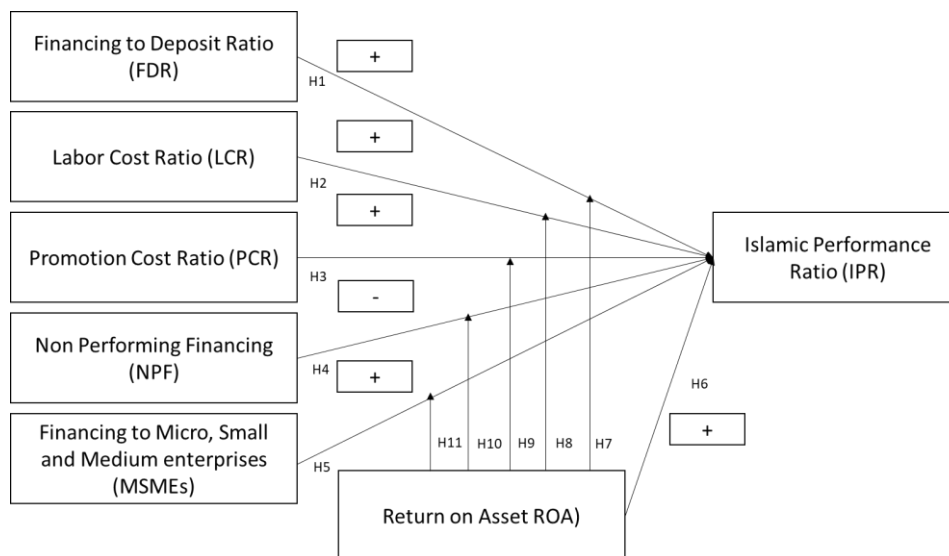 Financing to Deposit Ratio
(FDR)
+
H1
Labor Cost Ratio (LCR)
+
H2
+
Promotion Cost Ratio (PCR)
H3
-
Islamic Performance
Ratio (IPR)
Non Performing Financing
(NPF)
H4
+
H6
+
Financing to Micro, Small
and Medium enterprises
(MSMEs)
H5
H11
H10
H9
H8
H7
Return on Asset ROA)